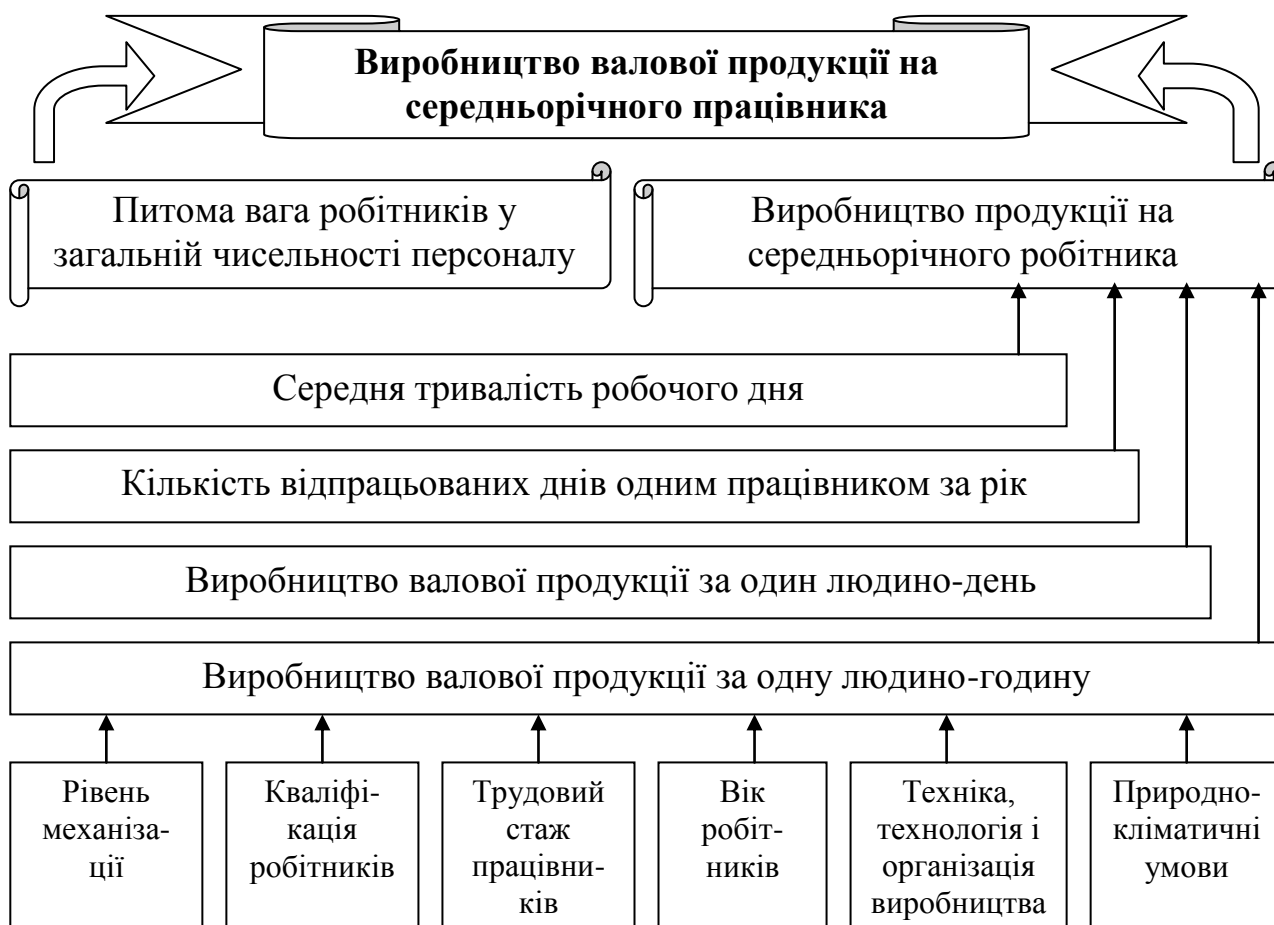 Виробництво валової продукції на
середньорічного працівника
Питома вага робітників у
загальній чисельності персоналу
Виробництво продукції на
середньорічного робітника
Середня тривалість робочого дня
Кількість відпрацьованих днів одним працівником за рік
Виробництво валової продукції за один людино-день
Виробництво валової продукції за одну людино-годину
Рівень
механіза-
ції
Кваліфі-
кація
робітників
Трудовий
стаж
працівни-
ків
Вік
робіт-
ників
Техніка,
технологія і
організація
виробництва
Природно-
кліматичні
умови